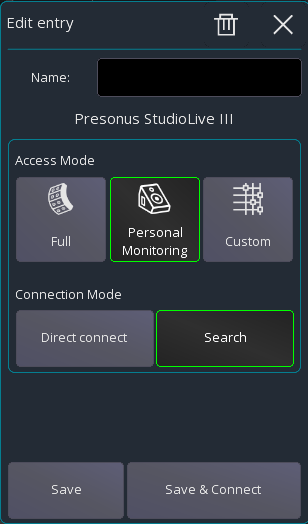 Edit entry
Name:
Presonus StudioLive III
Access Mode
Full
Personal
Monitoring
Custom
Connection Mode
Direct connect
Search
Save
Save & Connect